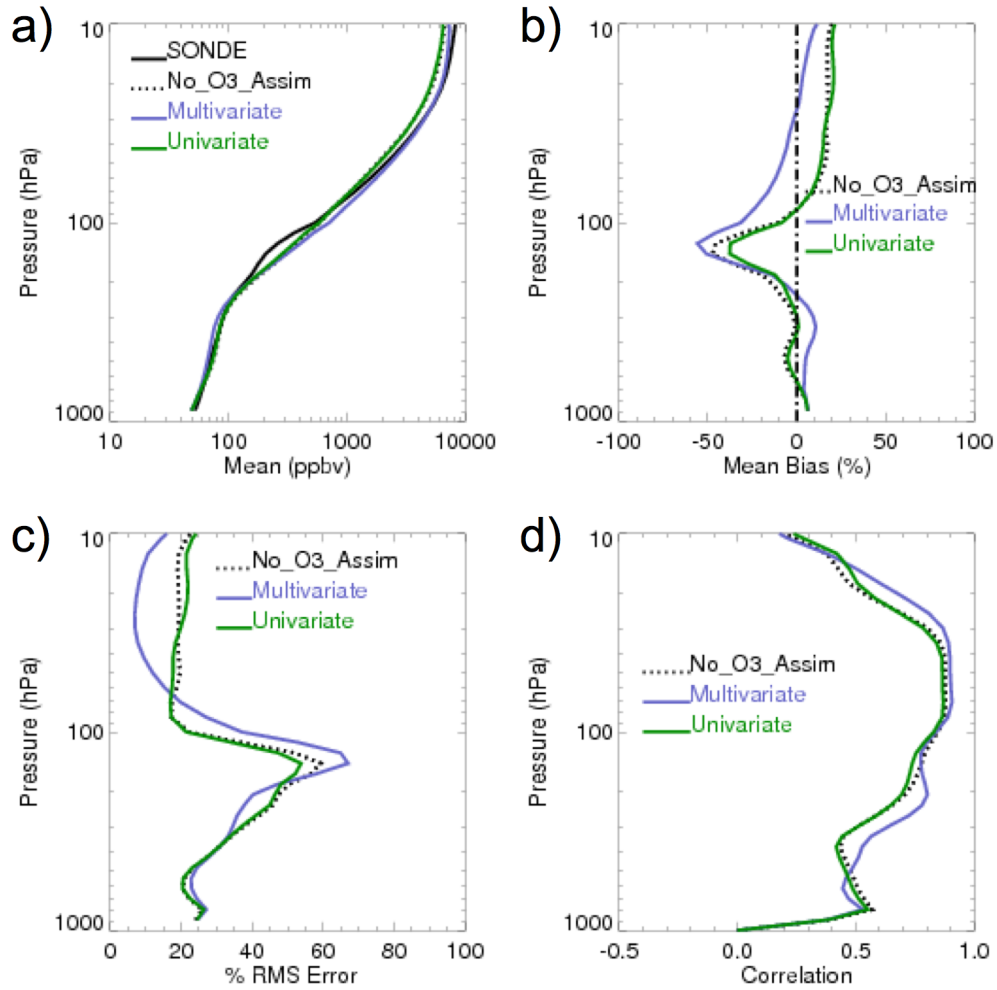 a)
10
100
1000
Pressure (hPa)
SONDE
No_O3_Assim
Multivariate
Univariate
10 100 1000 10000
Mean (ppbv)
b)
10
100
1000
Pressure (hPa)
No_O3_Assim
Multivariate
Univariate
-100 -50 0 50 100
Mean Bias (%)
c)
10
100
1000
Pressure (hPa)
No_O3_Assim
Multivariate
Univariate
0 20 40 60 80 100
% RMS Error
d)
10
100
1000
Pressure (hPa)
No_O3_Assim
Multivariate
Univariate
-0.5 0.0 0.5 1.0
Correlation